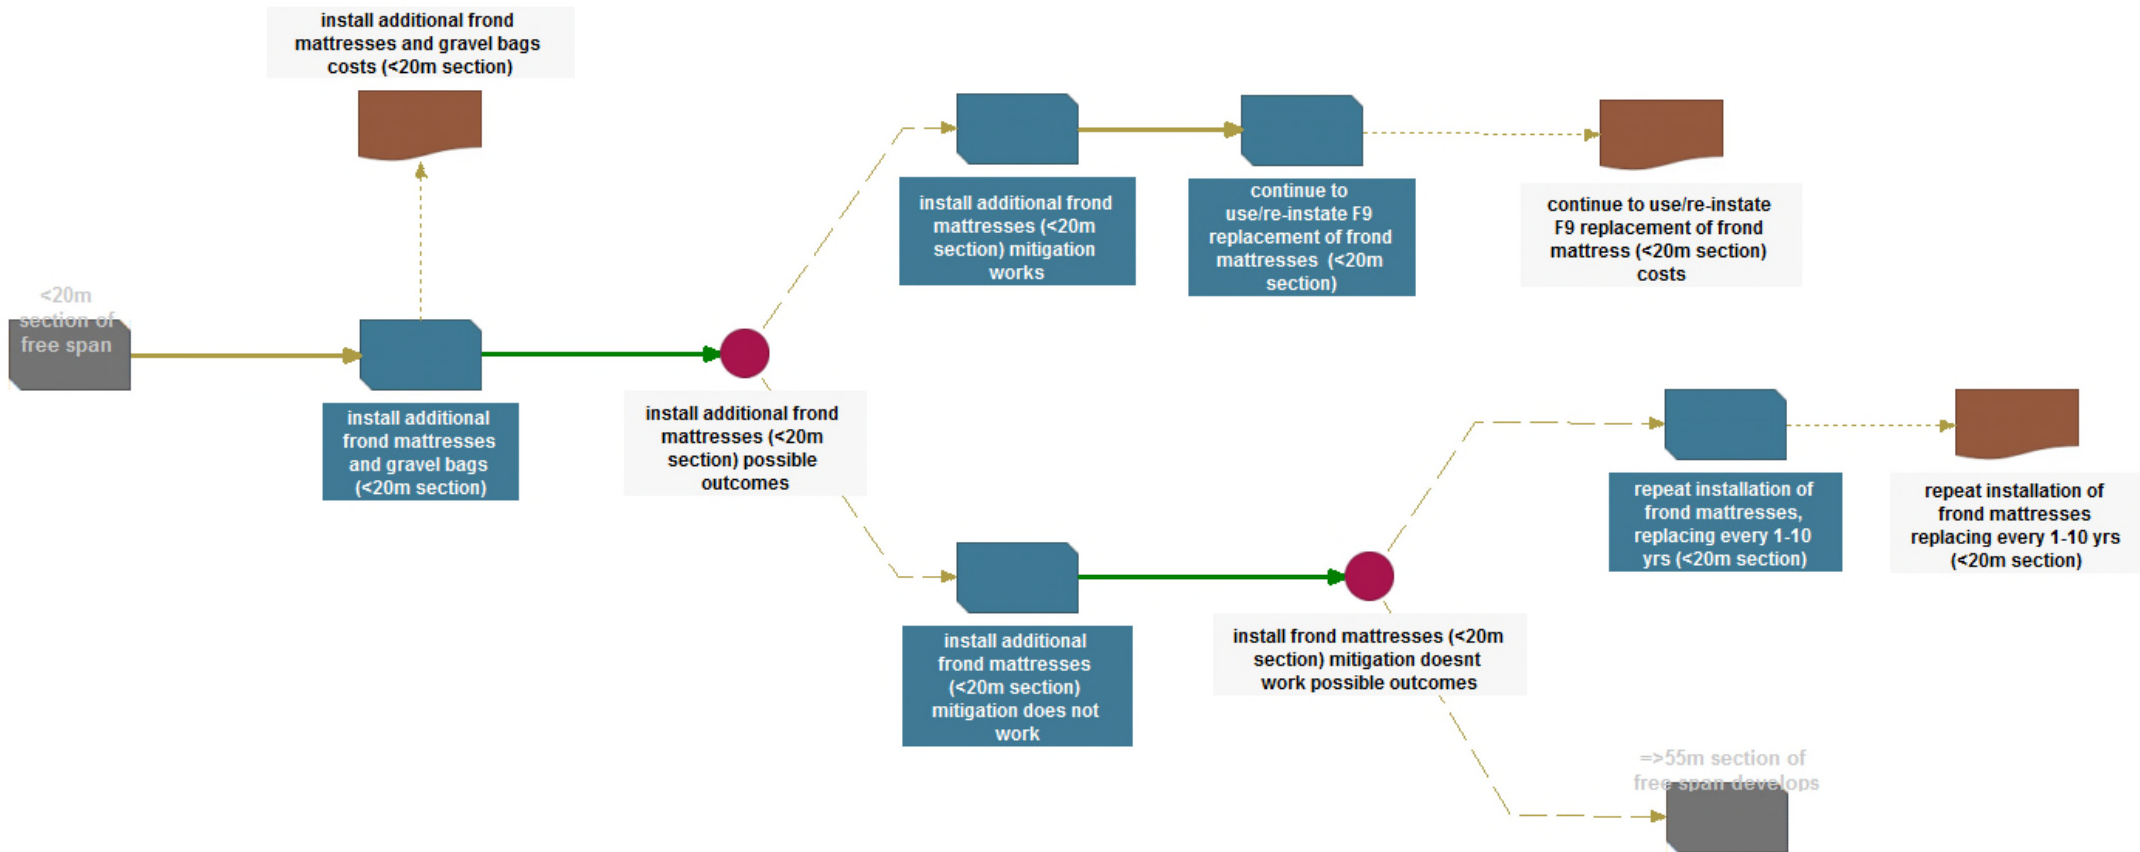 install additional frond
mattresses and gravel bags
costs (<20m section)
install additional frond
mattresses (<20m
section) mitigation
works
continue to
use/re-instate F9
replacement of frond
mattresses (<20m
section)
continue to use/re-instate
F9 replacement of frond
mattress (<20m section)
costs
<20m
section of
free span
install additional
frond mattresses
and gravel bags
(<20m section)
install additional frond
mattresses (<20m
section) possible
outcomes
repeat installation of
frond mattresses,
replacing every 1-10
yrs (<20m section)
repeat installation of
frond mattresses
replacing every 1-10 yrs
(<20m section)
install additional
frond mattresses
(<20m section)
mitigation does not
work
install frond mattresses (<20m
section) mitigation doesnt
work possible outcomes
=>55m section of
free span develops